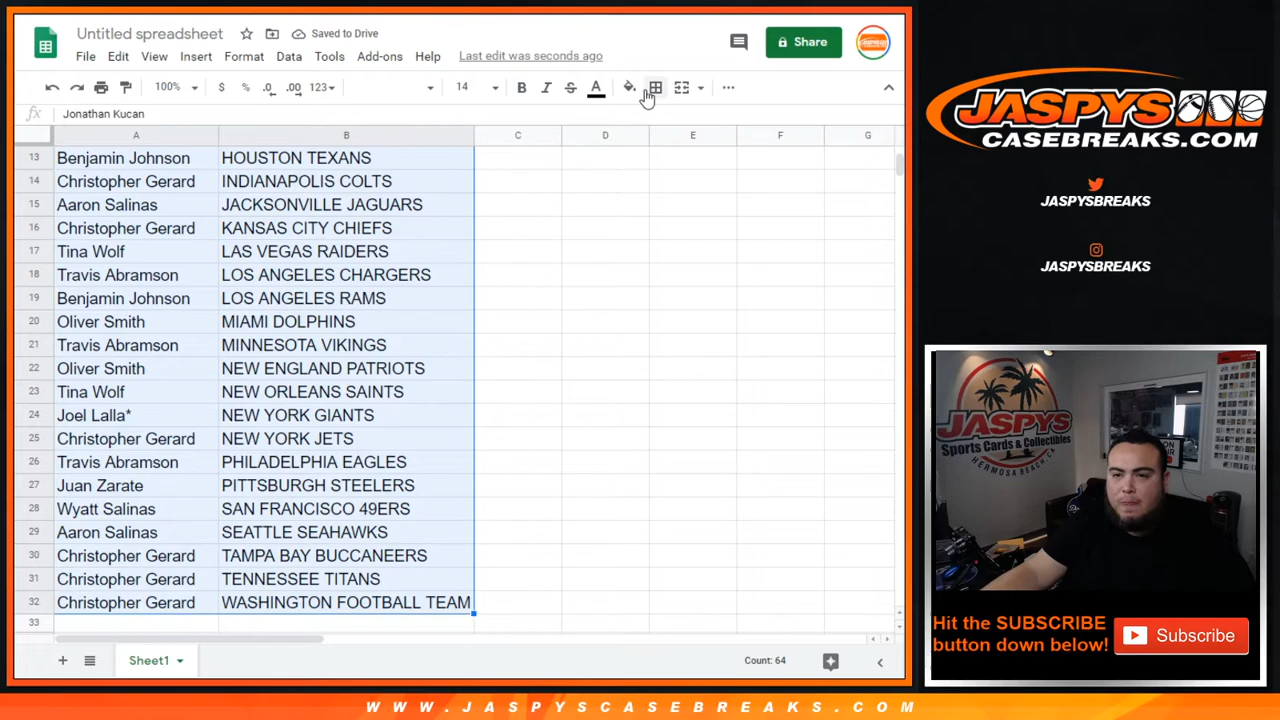 Untitled spreadsheet
Saved to Drive
Share
File Edit View Insert Format Data Tools Add-ons Help Last edit was seconds ago
100% $ % .0 .00 123 14 B I S A
fx Jonathan Kucan
A B C D E F G
13 Benjamin Johnson HOUSTON TEXANS
14 Christopher Gerard INDIANAPOLIS COLTS
15 Aaron Salinas JACKSONVILLE JAGUARS
16 Christopher Gerard KANSAS CITY CHIEFS
17 Tina Wolf LAS VEGAS RAIDERS
18 Travis Abramson LOS ANGELES CHARGERS
19 Benjamin Johnson LOS ANGELES RAMS
20 Oliver Smith MIAMI DOLPHINS
21 Travis Abramson MINNESOTA VIKINGS
22 Oliver Smith NEW ENGLAND PATRIOTS
23 Tina Wolf NEW ORLEANS SAINTS
24 Joel Lalla* NEW YORK GIANTS
25 Christopher Gerard NEW YORK JETS
26 Travis Abramson PHILADELPHIA EAGLES
27 Juan Zarate PITTSBURGH STEELERS
28 Wyatt Salinas SAN FRANCISCO 49ERS
29 Aaron Salinas SEATTLE SEAHAWKS
30 Christopher Gerard TAMPA BAY BUCCANEERS
31 Christopher Gerard TENNESSEE TITANS
32 Christopher Gerard WASHINGTON FOOTBALL TEAM
33
Sheet1
Count: 64
JASPYS
CASEBREAKS.COM
JASPYSBREAKS
JASPYSBREAKS
JASPYS
Sports Cards & Collectibles
HERMOSA BEACH, CA
Hit the SUBSCRIBE
button down below!
Subscribe
WWW.JASPYSCASEBREAKS.COM